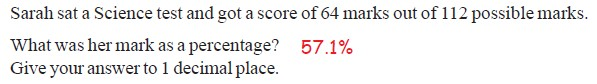 Sarah sat a Science test and got a score of 64 marks out of 112 possible marks.
What was her mark as a percentage? 57.1%
Give your answer to 1 decimal place.